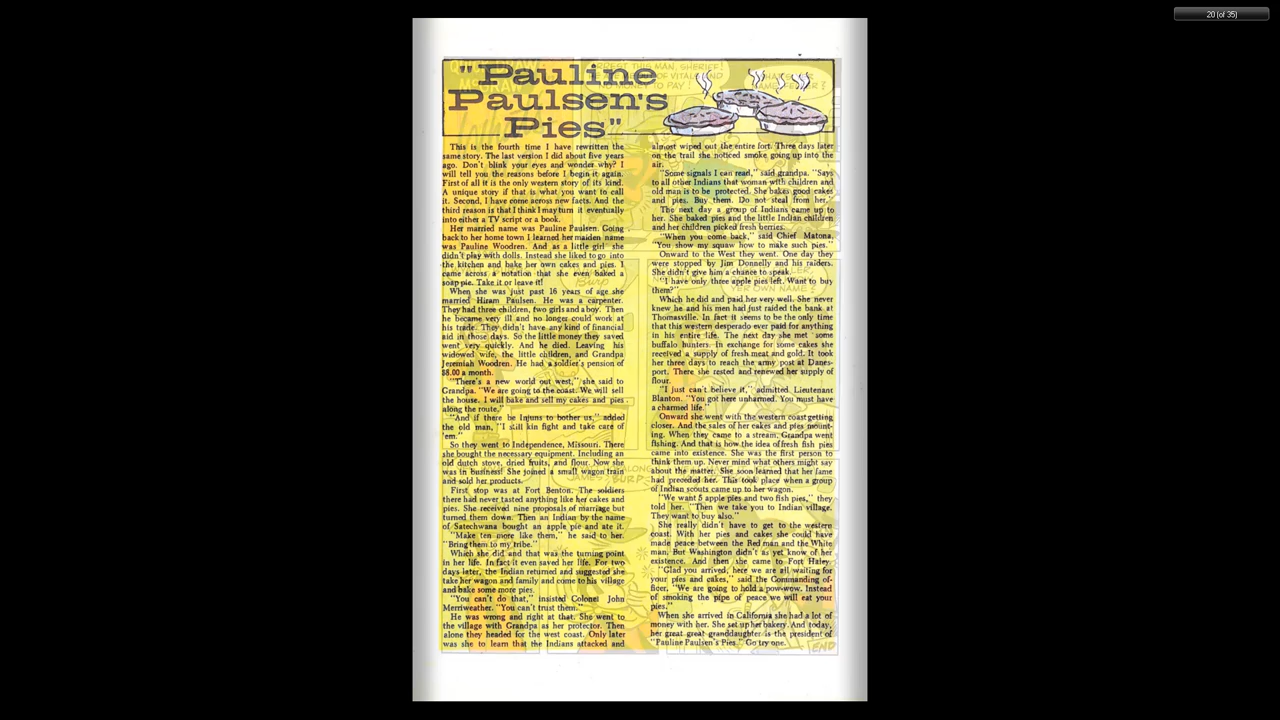 20 (of 35)
"Pauline
Paulsen's
Pies"
This is the fourth time I have rewritten the
same story. The last version I did about five years
ago. Don't blink your eyes and wonder why? I
will tell you the reasons before I begin it again.
First of all it is the only western story of its kind.
A unique story if that is what you want to call
it. Second, I have come across new facts. And the
third reason is that I think I may turn it eventually
into either a TV script or a book.
Her married name was Pauline Paulsen. Going
back to her home town I learned her maiden name
was Pauline Woodren. And as a little girl she
didn't play with dolls. Instead she liked to go into
the kitchen and bake her own cakes and pies. I
came across a notation that she even baked a
soap pie. Take it or leave it!
When she was just past 16 years of age she
married Hiram Paulsen. He was a carpenter.
They had three children, two girls and a boy. Then
he became very ill and no longer could work at
his trade. They didn't have any kind of financial
aid in those days. So the little money they saved
went very quickly. And he died. Leaving his
widowed wife, the little children, and Grandpa
Jeremiah Woodren. He had a soldier's pension of
$8.00 a month.
"There's a new world out west," she said to
Grandpa. "We are going to the coast. We will sell
the house. I will bake and sell my cakes and pies
along the route."
"And if there be Injuns to bother us," added
the old man, "I still kin fight and take care of
'em."
So they went to Independence, Missouri. There
she bought the necessary equipment. Including an
old dutch stove, dried fruits, and flour. Now she
was in business! She joined a small wagon train
and sold her products.
First stop was at Fort Benton. The soldiers
there had never tasted anything like her cakes and
pies. She received nine proposals of marriage but
turned them down. Then an Indian by the name
of Satechwana bought an apple pie and ate it.
"Make ten more like them," he said to her.
"Bring them to my tribe."
Which she did and that was the turning point
in her life. In fact it even saved her life. For two
days later, the Indian returned and suggested she
take her wagon and family and come to his village
and bake some more pies.
"You can't do that," insisted Colonel John
Merriweather. "You can't trust them."
He was wrong and right at that. She went to
the village with Grandpa as her protector. Then
alone they headed for the west coast. Only later
was she to learn that the Indians attacked and
almost wiped out the entire fort. Three days later
on the trail she noticed smoke going up into the
air.
"Some signals I can read," said grandpa. "Says
to all other Indians that woman with children and
old man is to be protected. She bakes good cakes
and pies. Buy them. Do not steal from her."
The next day a group of Indians came up to
her. She baked pies and the little Indian children
and her children picked fresh berries.
"When you come back," said Chief Matona,
"You show my squaw how to make such pies."
Onward to the West they went. One day they
were stopped by Jim Donnelly and his raiders.
She didn't give him a chance to speak.
"I have only three apple pies left. Want to buy
them?"
Which he did and paid her very well. She never
knew he and his men had just raided the bank at
Thomasville. In fact it seems to be the only time
that this western desperado ever paid for anything
in his entire life. The next day she met some
buffalo hunters. In exchange for some cakes she
received a supply of fresh meat and gold. It took
her three days to reach the army post at Danes-
port. There she rested and renewed her supply of
flour.
"I just can't believe it," admitted Lieutenant
Blanton. "You got here unharmed. You must have
a charmed life."
Onward she went with the western coast getting
closer. And the sales of her cakes and pies mount-
ing. When they came to a stream, Grandpa went
fishing. And that is how the idea of fresh fish pies
came into existence. She was the first person to
think them up. Never mind what others might say
about the matter. She soon learned that her fame
had preceded her. This took place when a group
of Indian scouts came up to her wagon.
"We want 5 apple pies and two fish pies," they
told her. "Then we take you to Indian village.
They want to buy also."
She really didn't have to get to the western
coast. With her pies and cakes she could have
made peace between the Red man and the White
man. But Washington didn't as yet know of her
existence. And then she came to Fort Haley.
"Glad you arrived, here we are all waiting for
your pies and cakes," said the Commanding of-
ficer. "We are going to hold a pow-wow. Instead
of smoking the pipe of peace we will eat your
pies."
When she arrived in California she had a lot of
money with her. She set up her bakery. And today,
her great great granddaughter is the president of
"Pauline Paulsen's Pies." Go try one.
END